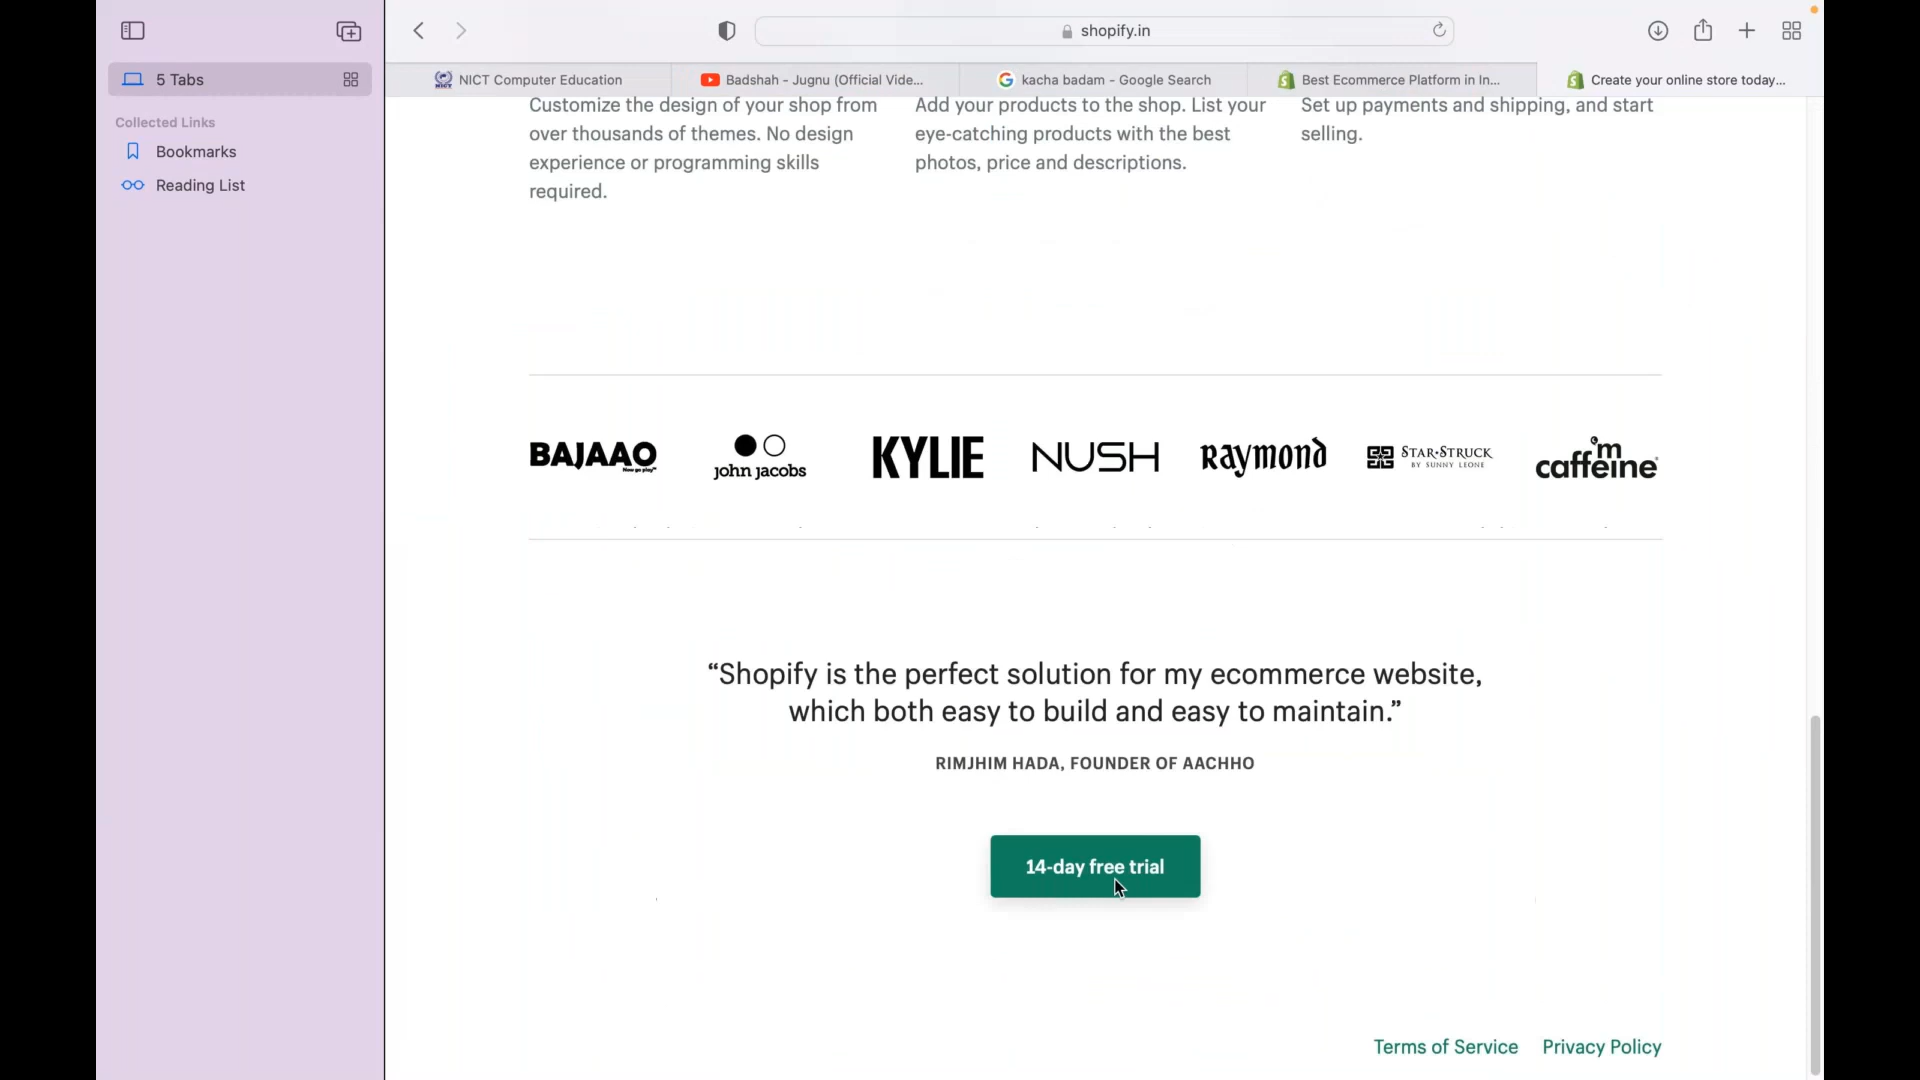 shopify.in
5 Tabs
NICT Computer Education
Badshah - Jugnu (Official Vide...
kacha badam - Google Search
Best Ecommerce Platform in In...
Create your online store today...
Collected Links
Bookmarks
Reading List
Customize the design of your shop from
over thousands of themes. No design
experience or programming skills
required.
Add your products to the shop. List your
eye-catching products with the best
photos, price and descriptions.
Set up payments and shipping, and start
selling.
BAJAAO
Now go play™
john jacobs
KYLIE
NUSH
Raymond
STAR★STRUCK
BY SUNNY LEONE
m
caffeine
“Shopify is the perfect solution for my ecommerce website,
which both easy to build and easy to maintain.”
RIMJHIM HADA, FOUNDER OF AACHHO
14-day free trial
Terms of Service Privacy Policy